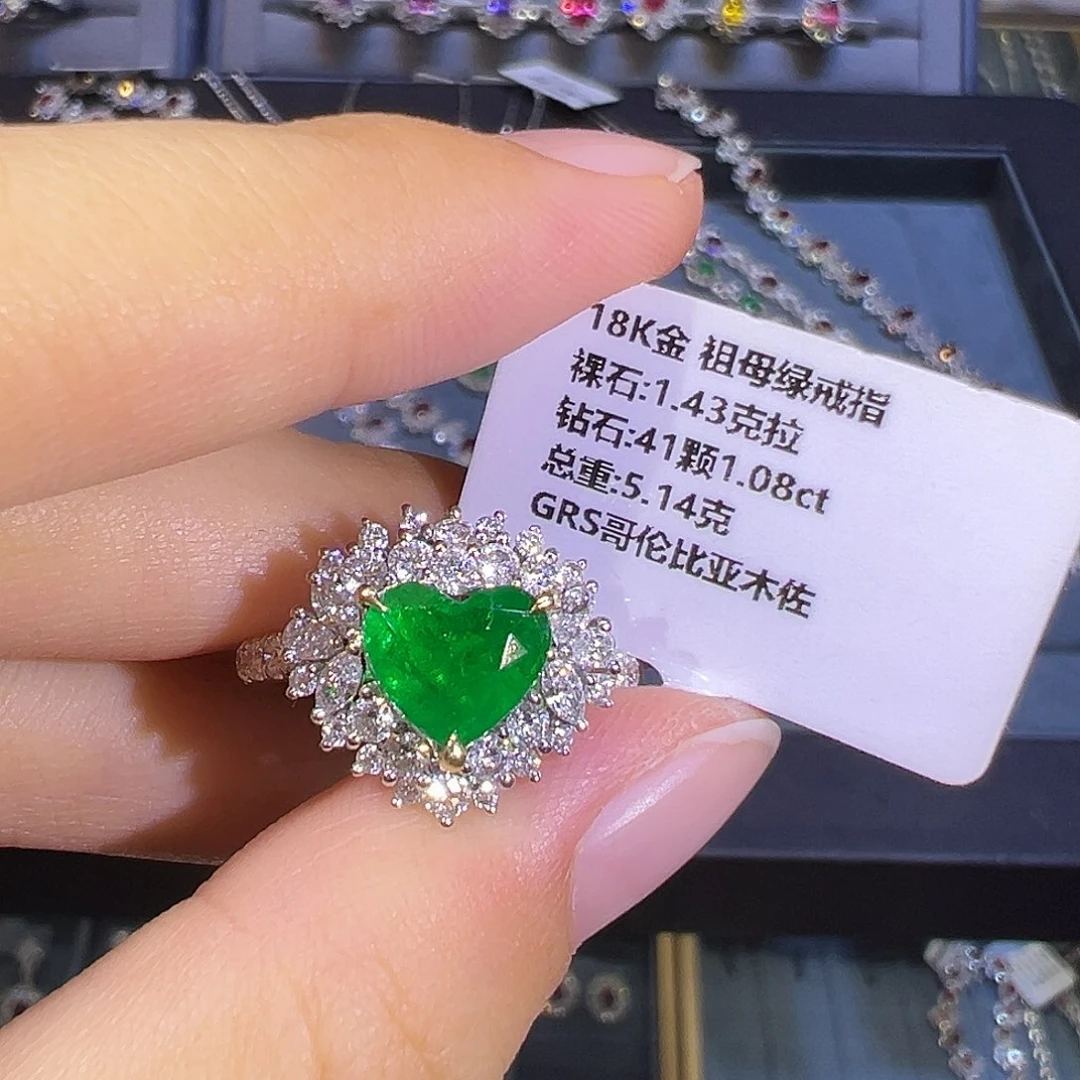 18K金 祖母绿戒指
裸石:1.43克拉
钻石:41颗1.08ct
总重:5.14克
GRS哥伦比亚木佐